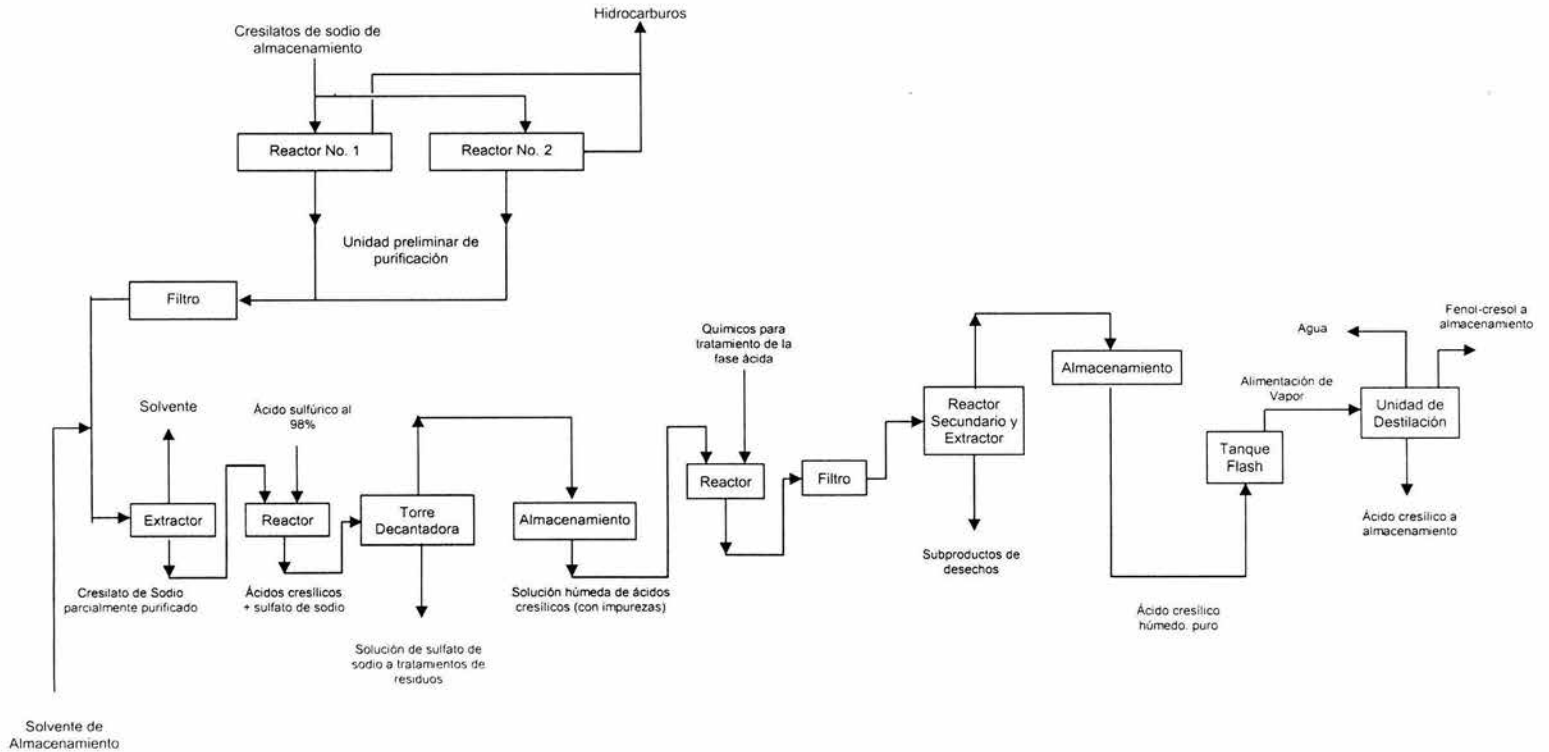 Hidrocarburos
Cresilatos de sodio de
almacenamiento
Reactor No. 1
Reactor No. 2
Unidad preliminar de
purificación
Filtro
Fenol-cresol a
almacenamiento
Químicos para
tratamiento de la
fase ácida
Agua
Almacenamiento
Alimentación de
Vapor
Solvente
Ácido sulfúrico al
98%
Reactor
Secundario y
Extractor
Unidad de
Destilación
Tanque
Flash
Reactor
Filtro
Extractor
Reactor
Torre
Decantadora
Almacenamiento
Ácido cresílico a
almacenamiento
Subproductos de
desechos
Cresilato de Sodio
parcialmente purificado
Ácidos cresílicos
+ sulfato de sodio
Solución húmeda de ácidos
cresílicos (con impurezas)
Ácido cresílico
húmedo. puro
Solución de sulfato de
sodio a tratamientos de
residuos
Solvente de
Almacenamiento